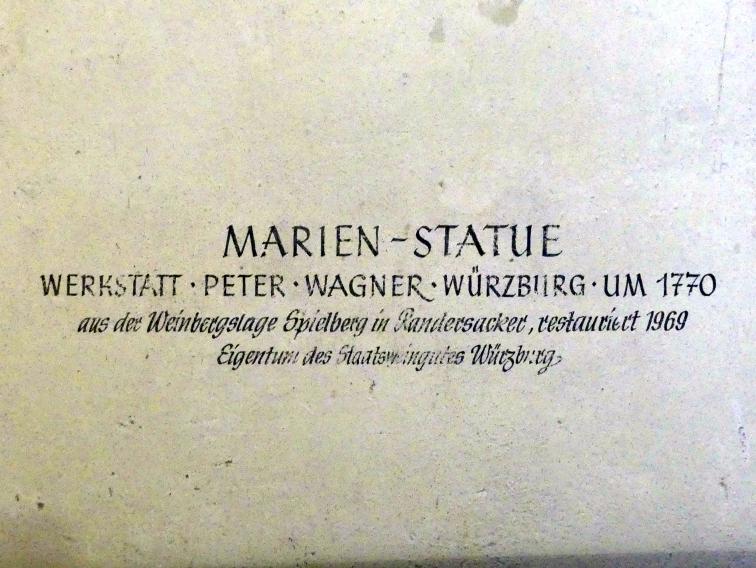 MARIEN-STATUE
WERKSTATT · PETER · WAGNER · WÜRZBURG · UM 1770
aus der Weinbergslage Spielberg in Randersacker, restauriert 1969
Eigentum des Staatsweingutes Würzburg